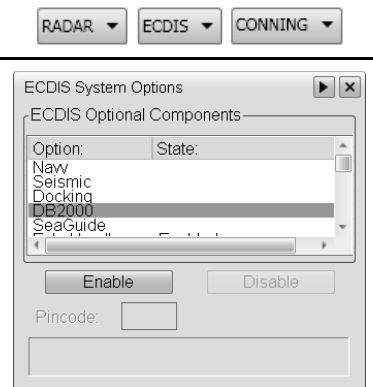 RADAR ECDIS CONNING
ECDIS System Options
ECDIS Optional Components
Option: State:
Navy
Seismic
Docking
DB2000
SeaGuide
Enable Disable
Pincode: